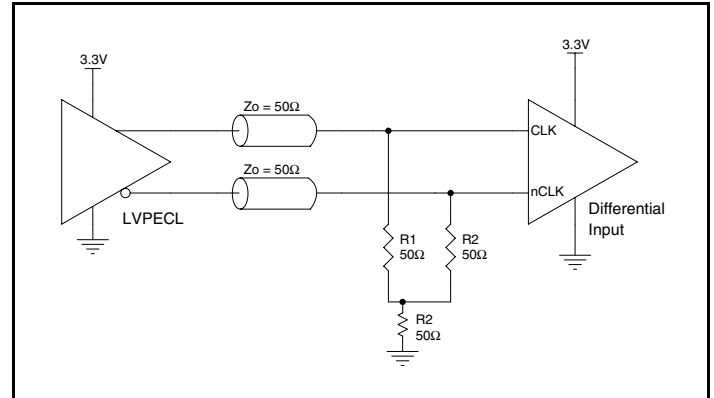 3.3V
3.3V
Zo = 50Ω
CLK
Zo = 50Ω
nCLK
LVPECL
Differential
Input
R1
50Ω
R2
50Ω
R2
50Ω